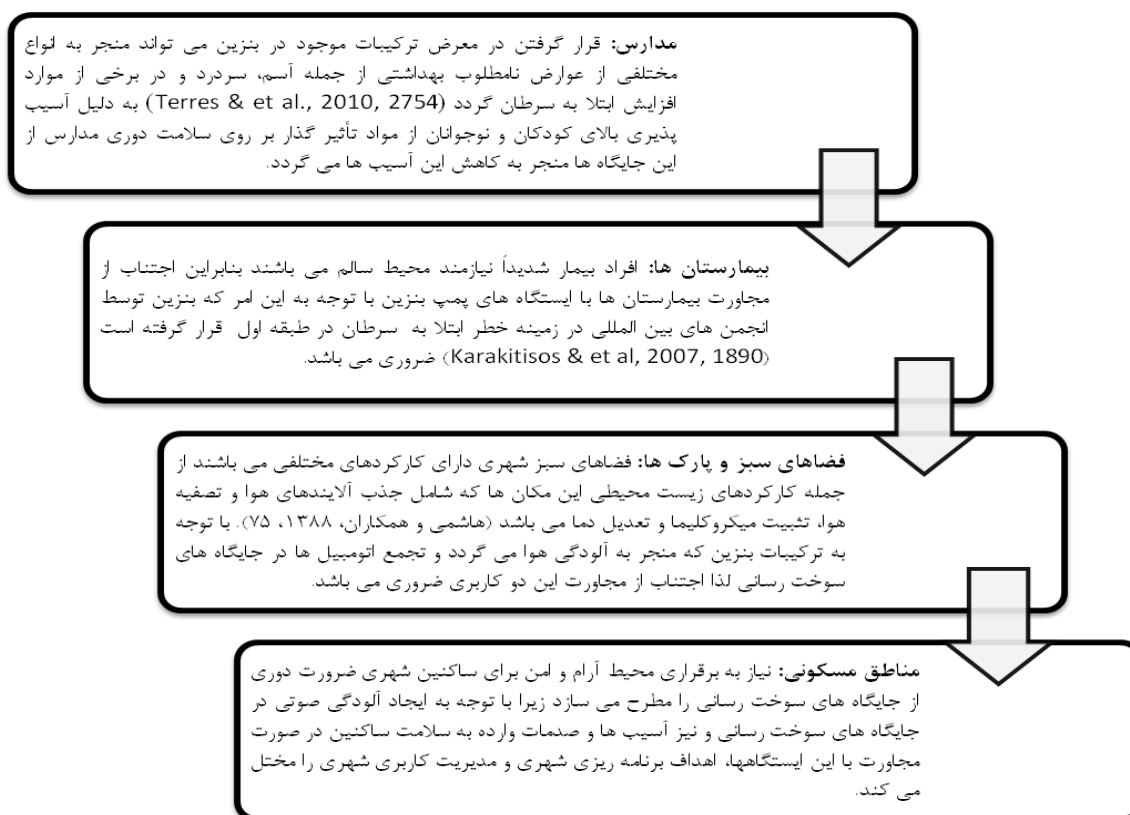 مدارس: قرار گرفتن در معرض ترکیبات موجود در بنزین می تواند منجر به انواع
مختلفی از عوارض نامطلوب بهداشتی از جمله آسم، سردرد و در برخی از موارد
افزایش ابتلا به سرطان گردد (Terres & et al., 2010, 2754) به دلیل آسیب
پذیری بالای کودکان و نوجوانان از مواد تأثیر گذار بر روی سلامت دوری مدارس از
این جایگاه ها منجر به کاهش این آسیب ها می گردد.
بیمارستان ها: افراد بیمار شدیداً نیازمند محیط سالم می باشند بنابراین اجتناب از
مجاورت بیمارستان ها با ایستگاه های پمپ بنزین با توجه به این امر که بنزین توسط
انجمن های بین المللی در زمینه خطر ابتلا به سرطان در طبقه اول قرار گرفته است
(Karakitisos & et al, 2007, 1890) ضروری می باشد.
فضاهای سبز و پارک ها: فضاهای سبز شهری دارای کارکردهای مختلفی می باشند از
جمله کارکردهای زیست محیطی این مکان ها که شامل جذب آلایندهای هوا و تصفیه
هوا، تثبیت میکروکلیما و تعدیل دما می باشد (هاشمی و همکاران، ۱۳۸۸، ۷۵). با توجه
به ترکیبات بنزین که منجر به آلودگی هوا می گردد و تجمع اتومبیل ها در جایگاه های
سوخت رسانی لذا اجتناب از مجاورت این دو کاربری ضروری می باشد.
مناطق مسکونی: نیاز به برقراری محیط آرام و امن برای ساکنین شهری ضرورت دوری
از جایگاه های سوخت رسانی را مطرح می سازد زیرا با توجه به ایجاد آلودگی صوتی در
جایگاه های سوخت رسانی و نیز آسیب ها و صدمات وارده به سلامت ساکنین در صورت
مجاورت با این ایستگاهها، اهداف برنامه ریزی شهری و مدیریت کاربری شهری را مختل
می کند.